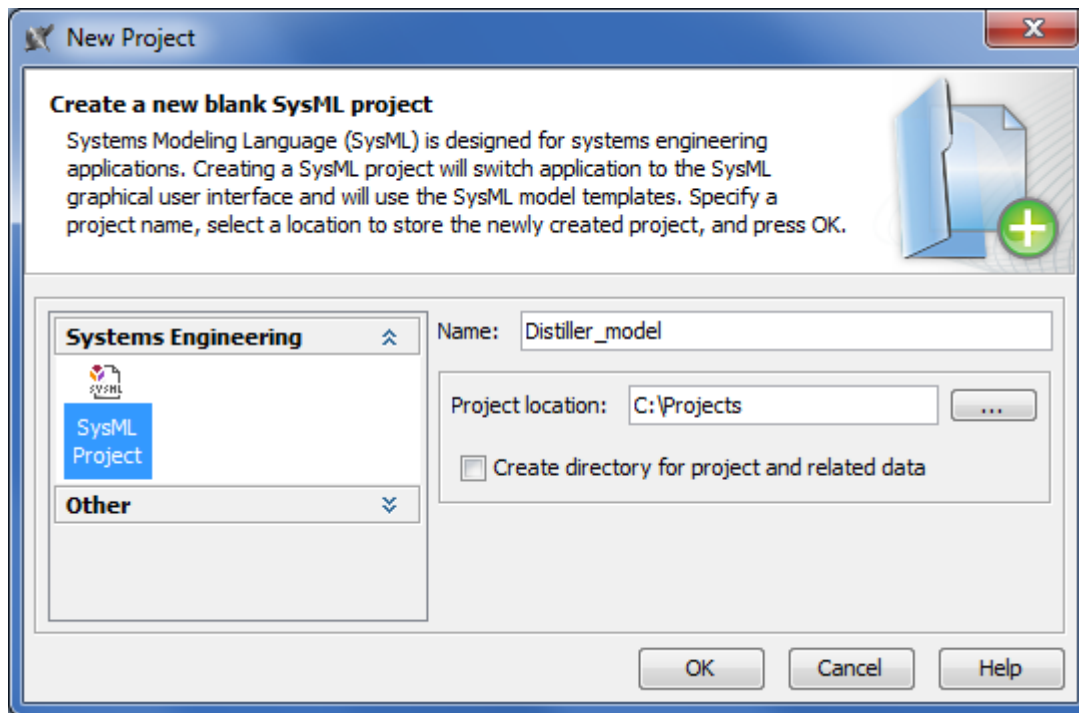 New Project
Create a new blank SysML project
Systems Modeling Language (SysML) is designed for systems engineering
applications. Creating a SysML project will switch application to the SysML
graphical user interface and will use the SysML model templates. Specify a
project name, select a location to store the newly created project, and press OK.
Systems Engineering
SYSML
SysML
Project
Other
Name: Distiller_model
Project location: C:\Projects ...
Create directory for project and related data
OK Cancel Help